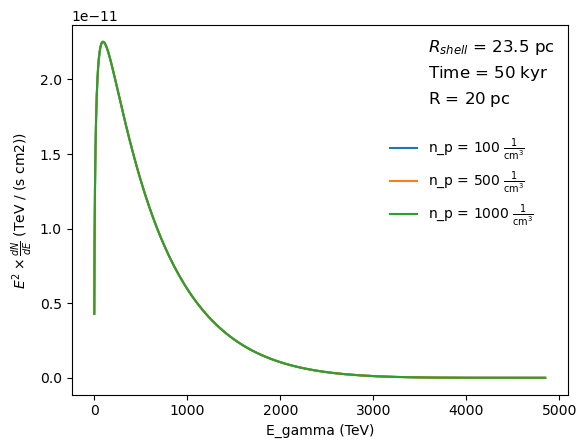 1e−11
R_shell = 23.5 pc
Time = 50 kyr
R = 20 pc
n_p = 100 1/cm³
n_p = 500 1/cm³
n_p = 1000 1/cm³
2.0
1.5
1.0
0.5
0.0
E² × dN/dE (TeV / (s cm2))
0 1000 2000 3000 4000 5000
E_gamma (TeV)